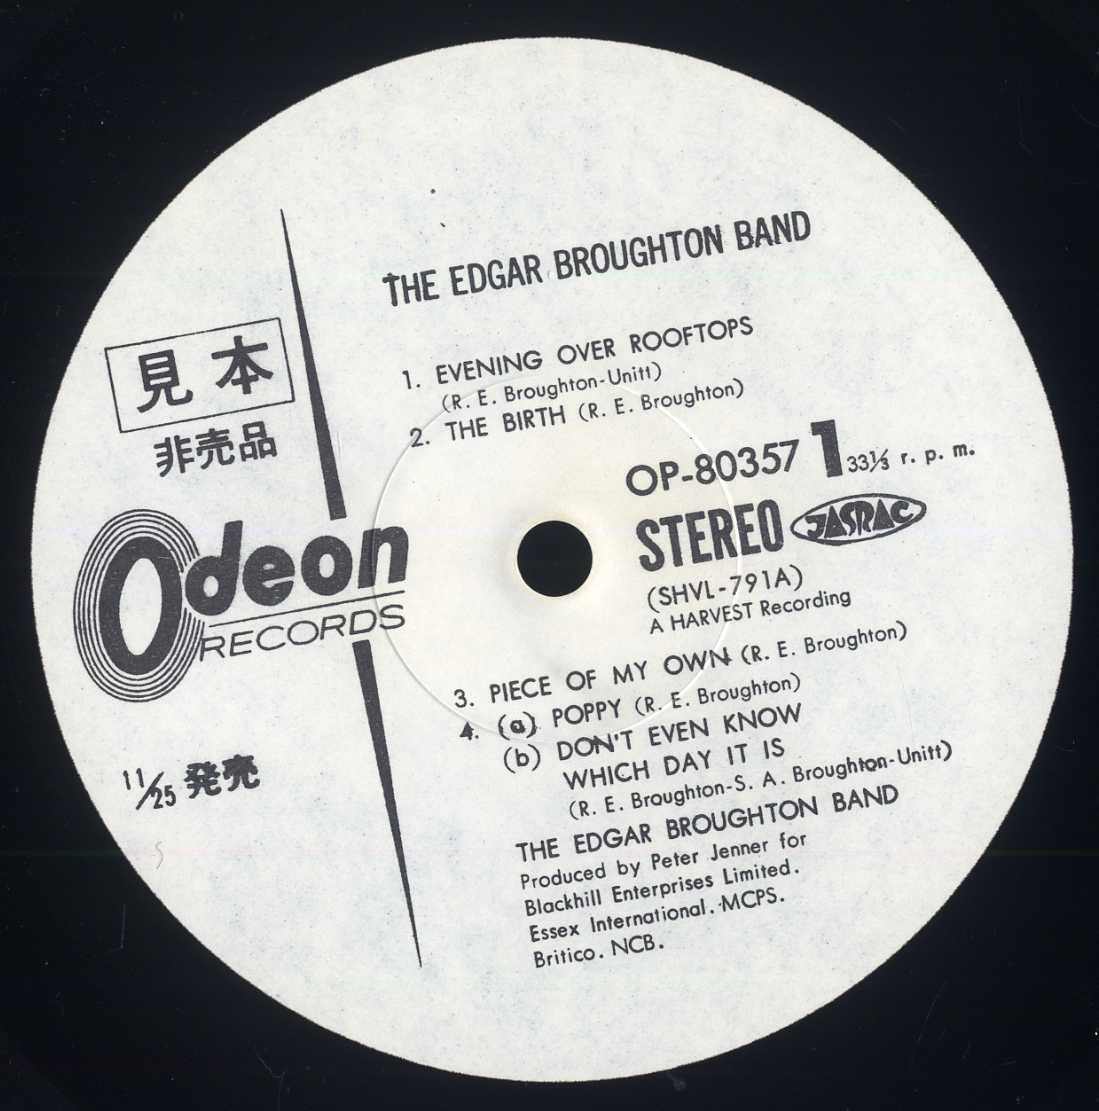 THE EDGAR BROUGHTON BAND
1. EVENING OVER ROOFTOPS
(R. E. Broughton-Unitt)
2. THE BIRTH (R. E. Broughton)
見本
非売品
OP-80357 1 33⅓ r. p. m.
STEREO JASRAC
(SHVL-791A)
A HARVEST Recording
Odeon
RECORDS
3. PIECE OF MY OWN (R. E. Broughton)
4. (a) POPPY (R. E. Broughton)
(b) DON'T EVEN KNOW
WHICH DAY IT IS
(R. E. Broughton-S. A. Broughton-Unitt)
11/25 発売
THE EDGAR BROUGHTON BAND
Produced by Peter Jenner for
Blackhill Enterprises Limited.
Essex International. MCPS.
Britico. NCB.